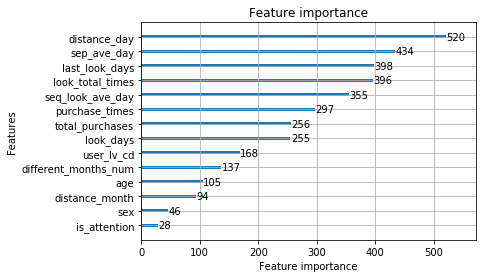 Feature importance
distance_day 520
sep_ave_day 434
last_look_days 398
look_total_times 396
seq_look_ave_day 355
purchase_times 297
total_purchases 256
look_days 255
user_lv_cd 168
different_months_num 137
age 105
distance_month 94
sex 46
is_attention 28
Features
0 100 200 300 400 500
Feature importance